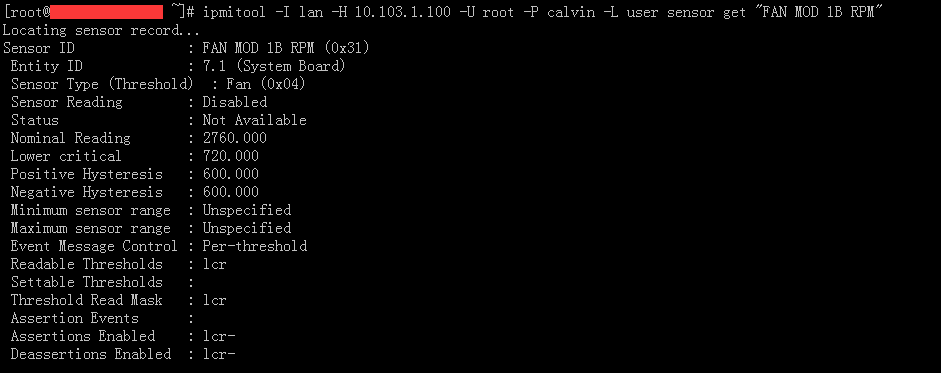 [root@ ~]# ipmitool -I lan -H 10.103.1.100 -U root -P calvin -L user sensor get "FAN MOD 1B RPM"
Locating sensor record...
Sensor ID              : FAN MOD 1B RPM (0x31)
 Entity ID             : 7.1 (System Board)
 Sensor Type (Threshold)  : Fan (0x04)
 Sensor Reading        : Disabled
 Status                : Not Available
 Nominal Reading       : 2760.000
 Lower critical        : 720.000
 Positive Hysteresis   : 600.000
 Negative Hysteresis   : 600.000
 Minimum sensor range  : Unspecified
 Maximum sensor range  : Unspecified
 Event Message Control : Per-threshold
 Readable Thresholds   : lcr
 Settable Thresholds   :
 Threshold Read Mask   : lcr
 Assertion Events      :
 Assertions Enabled    : lcr-
 Deassertions Enabled  : lcr-